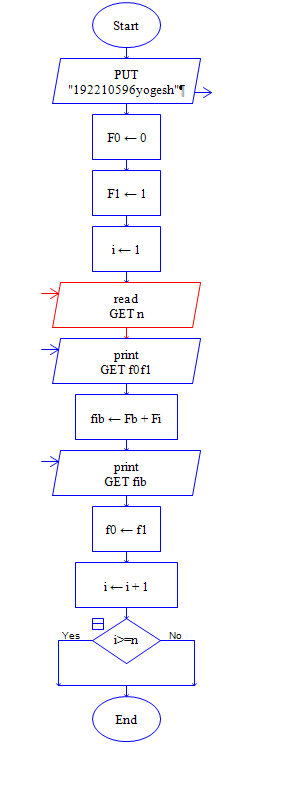 Start
PUT
"192210596yogesh"¶
F0 ← 0
F1 ← 1
i ← 1
read
GET n
print
GET f0f1
fib ← Fb + Fi
print
GET fib
f0 ← f1
i ← i + 1
Yes
i>=n
No
End